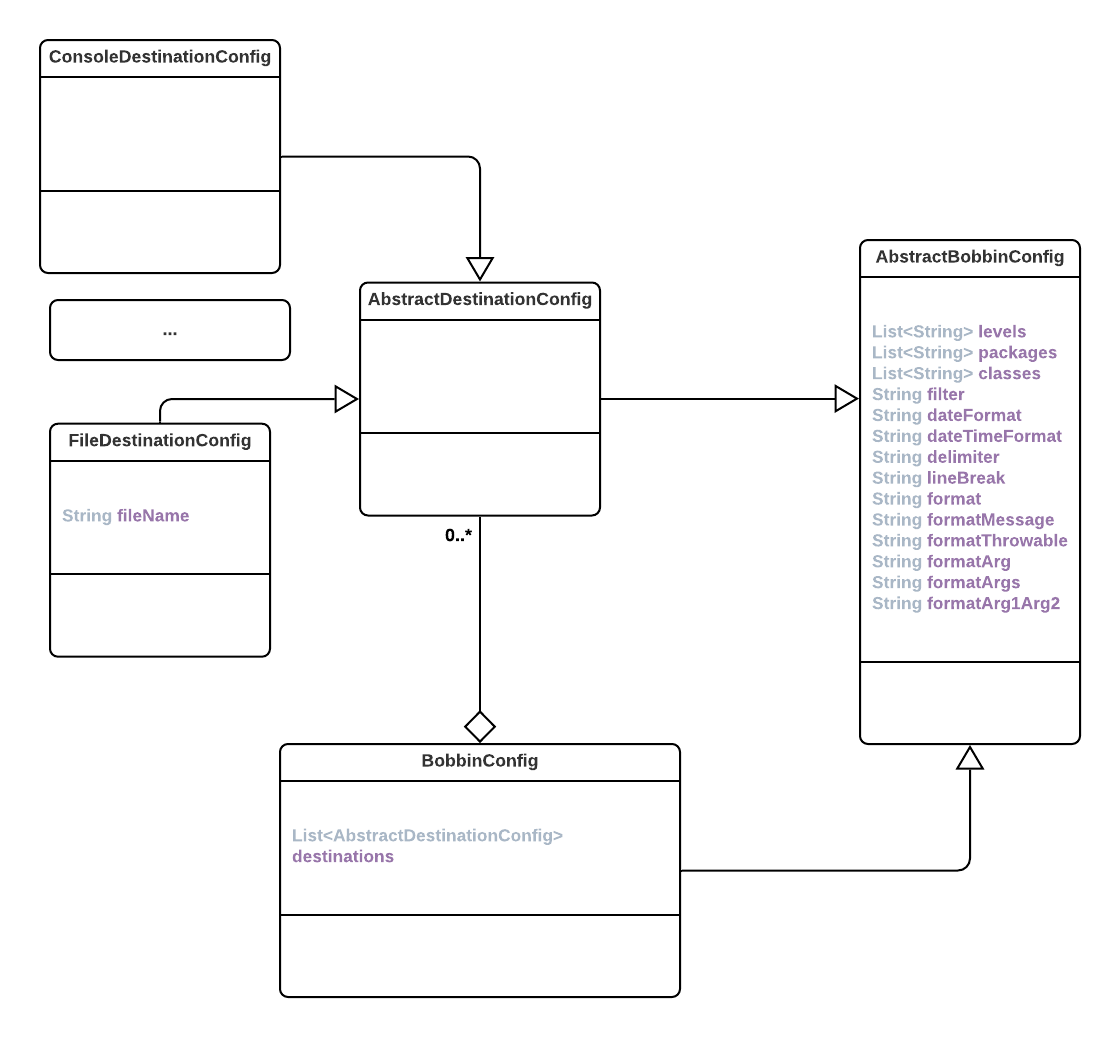 ConsoleDestinationConfig
...
FileDestinationConfig
String fileName
AbstractDestinationConfig
0..*
BobbinConfig
List<AbstractDestinationConfig>
destinations
AbstractBobbinConfig
List<String> levels
List<String> packages
List<String> classes
String filter
String dateFormat
String dateTimeFormat
String delimiter
String lineBreak
String format
String formatMessage
String formatThrowable
String formatArg
String formatArgs
String formatArg1Arg2